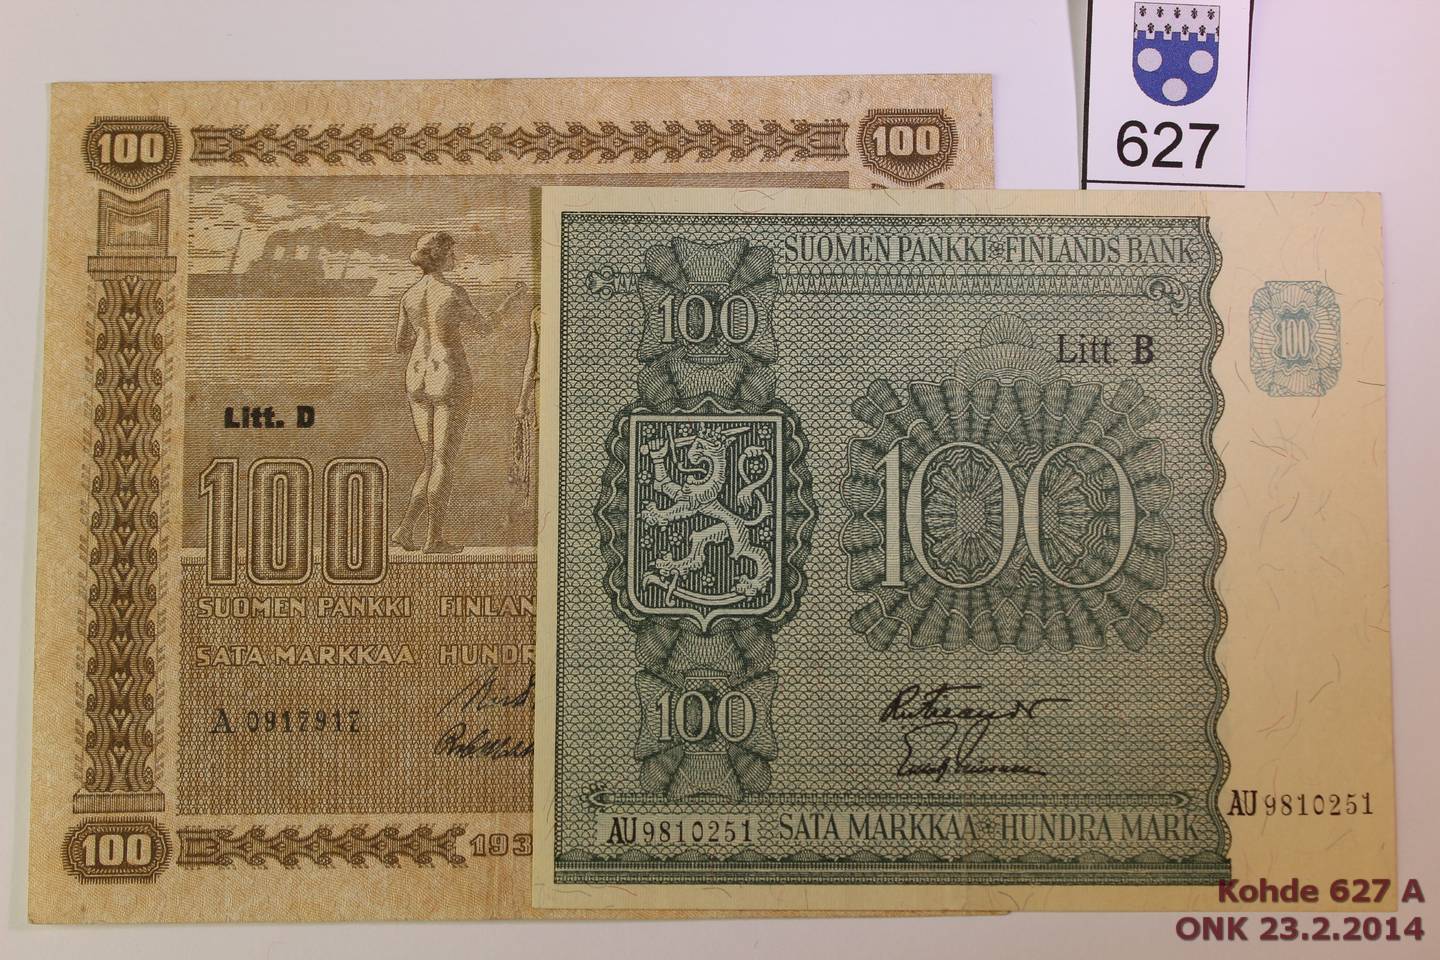 627
100
100
Litt. D
100
SUOMEN PANKKI FINLAN
SATA MARKKAA HUNDR
A 0917917
100
193
SUOMEN PANKKI FINLANDS BANK
100
100
Litt. B
100
100
AU 9810251
AU 9810251 SATA MARKKAA HUNDRA MARK
Kohde 627 A
ONK 23.2.2014